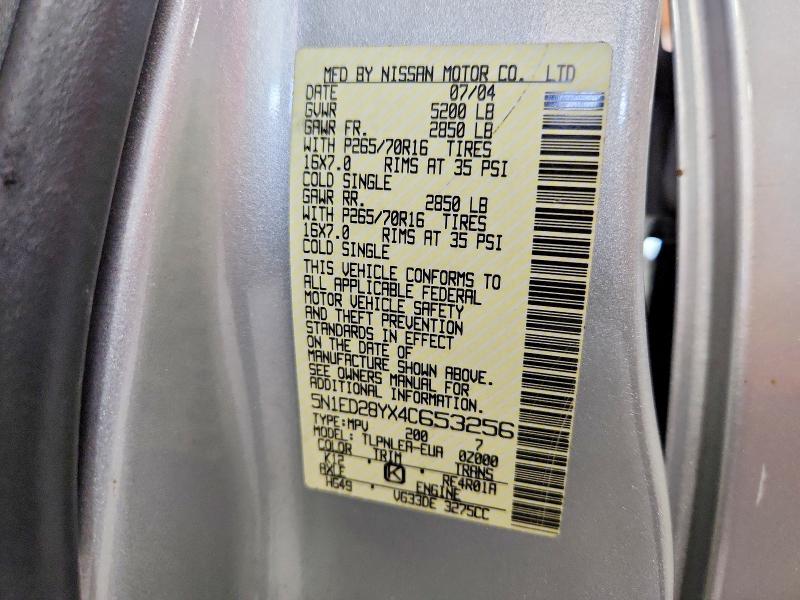 MFD BY NISSAN MOTOR CO. LTD
DATE 07/04
GVWR 5200 LB
GAWR FR. 2850 LB
WITH P265/70R16 TIRES
16X7.0 RIMS AT 35 PSI
COLD SINGLE
GAWR RR. 2850 LB
WITH P265/70R16 TIRES
16X7.0 RIMS AT 35 PSI
COLD SINGLE
THIS VEHICLE CONFORMS TO
ALL APPLICABLE FEDERAL
MOTOR VEHICLE SAFETY
AND THEFT PREVENTION
STANDARDS IN EFFECT
ON THE DATE OF
MANUFACTURE SHOWN ABOVE.
SEE OWNERS MANUAL FOR
ADDITIONAL INFORMATION.
5N1ED28YX4C653256
TYPE:MPV 200 7
MODEL: TLPNLEA-EUA 02000
COLOR TRIM TRANS
K12 K RE4R01A
AXLE ENGINE
HG49 VG33DE 3275CC